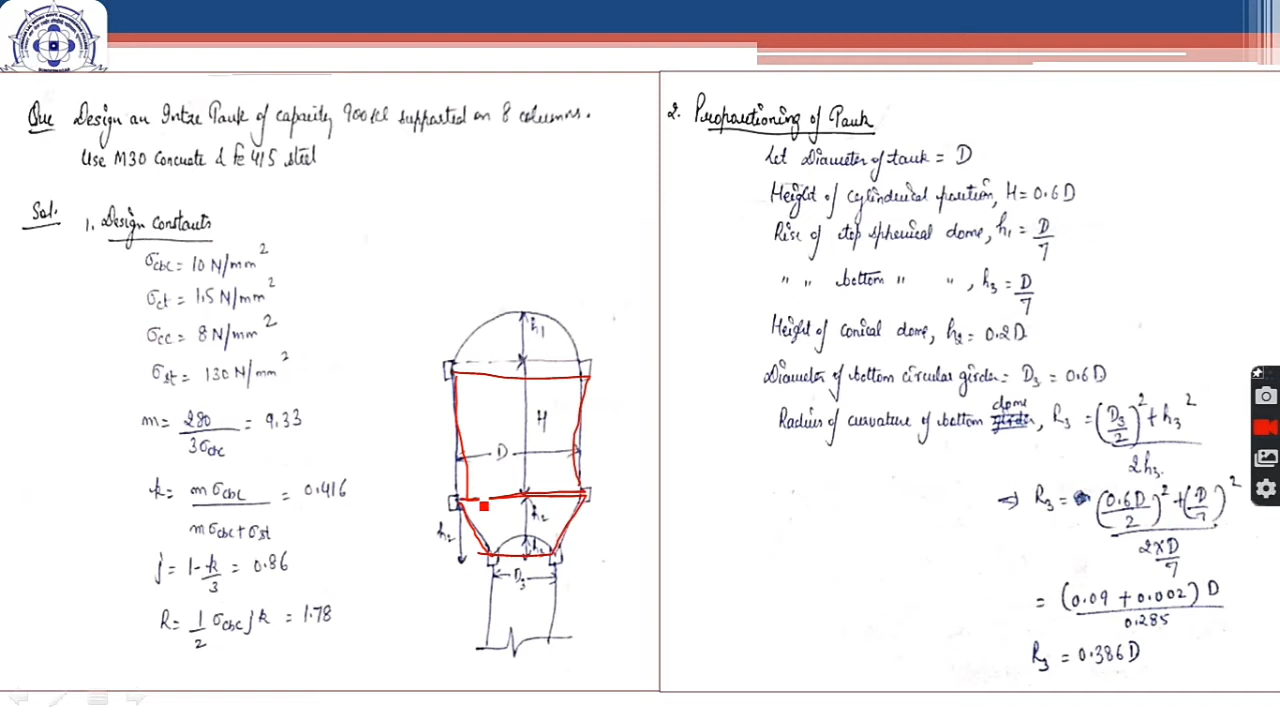 Que Design an Intze Tank of capacity 900 kl supported on 8 columns.
Use M30 Concrete & Fe 415 steel
Sol.
1. Design Constants
σcbc = 10 N/mm²
σct = 1.5 N/mm²
σcc = 8 N/mm²
σst = 130 N/mm²
m = 280 / 3σcbc = 9.33
k = mσcbc / mσcbc + σst = 0.416
j = 1 - k/3 = 0.86
R = 1/2 σcbc j k = 1.78
h₁
H
D
h₂
h₂
D₃
2. Proportioning of Tank
Let Diameter of tank = D
Height of cylindrical portion, H = 0.6D
Rise of top spherical dome, h₁ = D/7
" " bottom " ", h₃ = D/7
Height of conical dome, h₂ = 0.2D
Diameter of bottom circular girder = D₃ = 0.6D
Radius of curvature of bottom dome, R₃ = (D₃/2)² + h₃² / 2h₃
⇒ R₃ = (0.6D/2)² + (D/7)² / 2×D/7
= (0.09 + 0.002) D / 0.285
R₃ = 0.386D